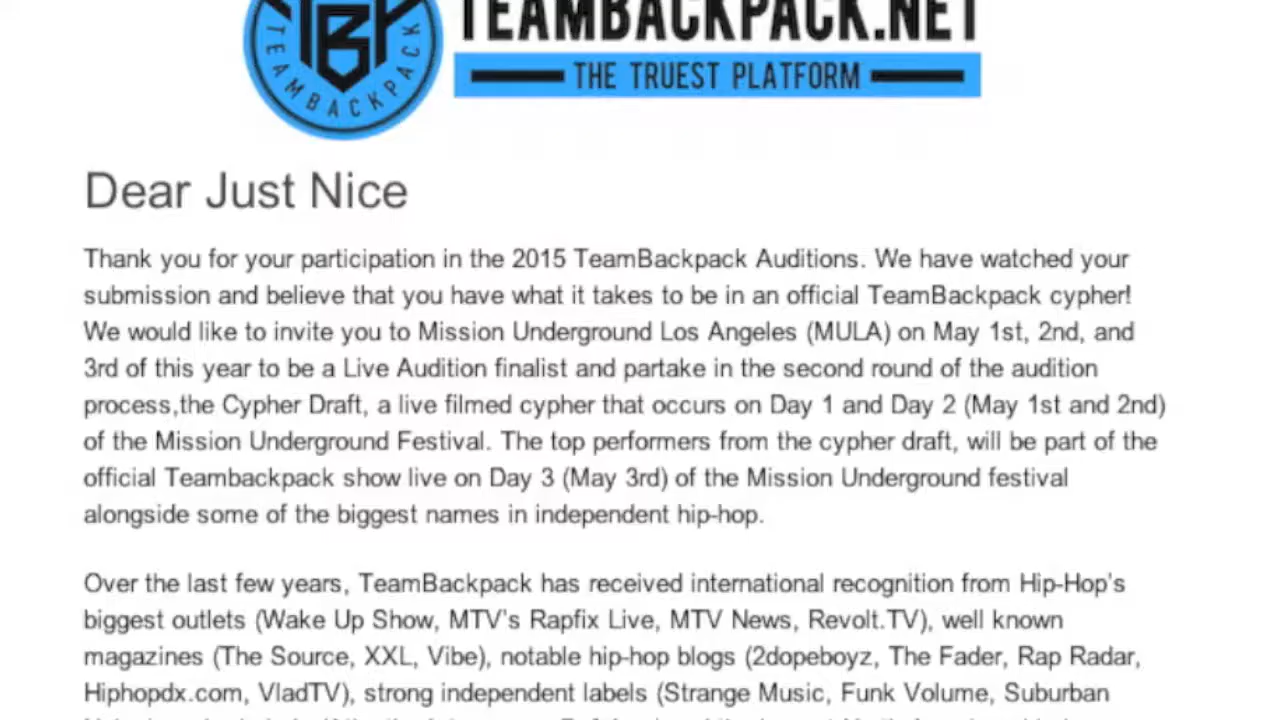 TEAMBACKPACK.NET
THE TRUEST PLATFORM
TEAMBACKPACK
Dear Just Nice
Thank you for your participation in the 2015 TeamBackpack Auditions. We have watched your
submission and believe that you have what it takes to be in an official TeamBackpack cypher!
We would like to invite you to Mission Underground Los Angeles (MULA) on May 1st, 2nd, and
3rd of this year to be a Live Audition finalist and partake in the second round of the audition
process,the Cypher Draft, a live filmed cypher that occurs on Day 1 and Day 2 (May 1st and 2nd)
of the Mission Underground Festival. The top performers from the cypher draft, will be part of the
official Teambackpack show live on Day 3 (May 3rd) of the Mission Underground festival
alongside some of the biggest names in independent hip-hop.
Over the last few years, TeamBackpack has received international recognition from Hip-Hop's
biggest outlets (Wake Up Show, MTV's Rapfix Live, MTV News, Revolt.TV), well known
magazines (The Source, XXL, Vibe), notable hip-hop blogs (2dopeboyz, The Fader, Rap Radar,
Hiphopdx.com, VladTV), strong independent labels (Strange Music, Funk Volume, Suburban